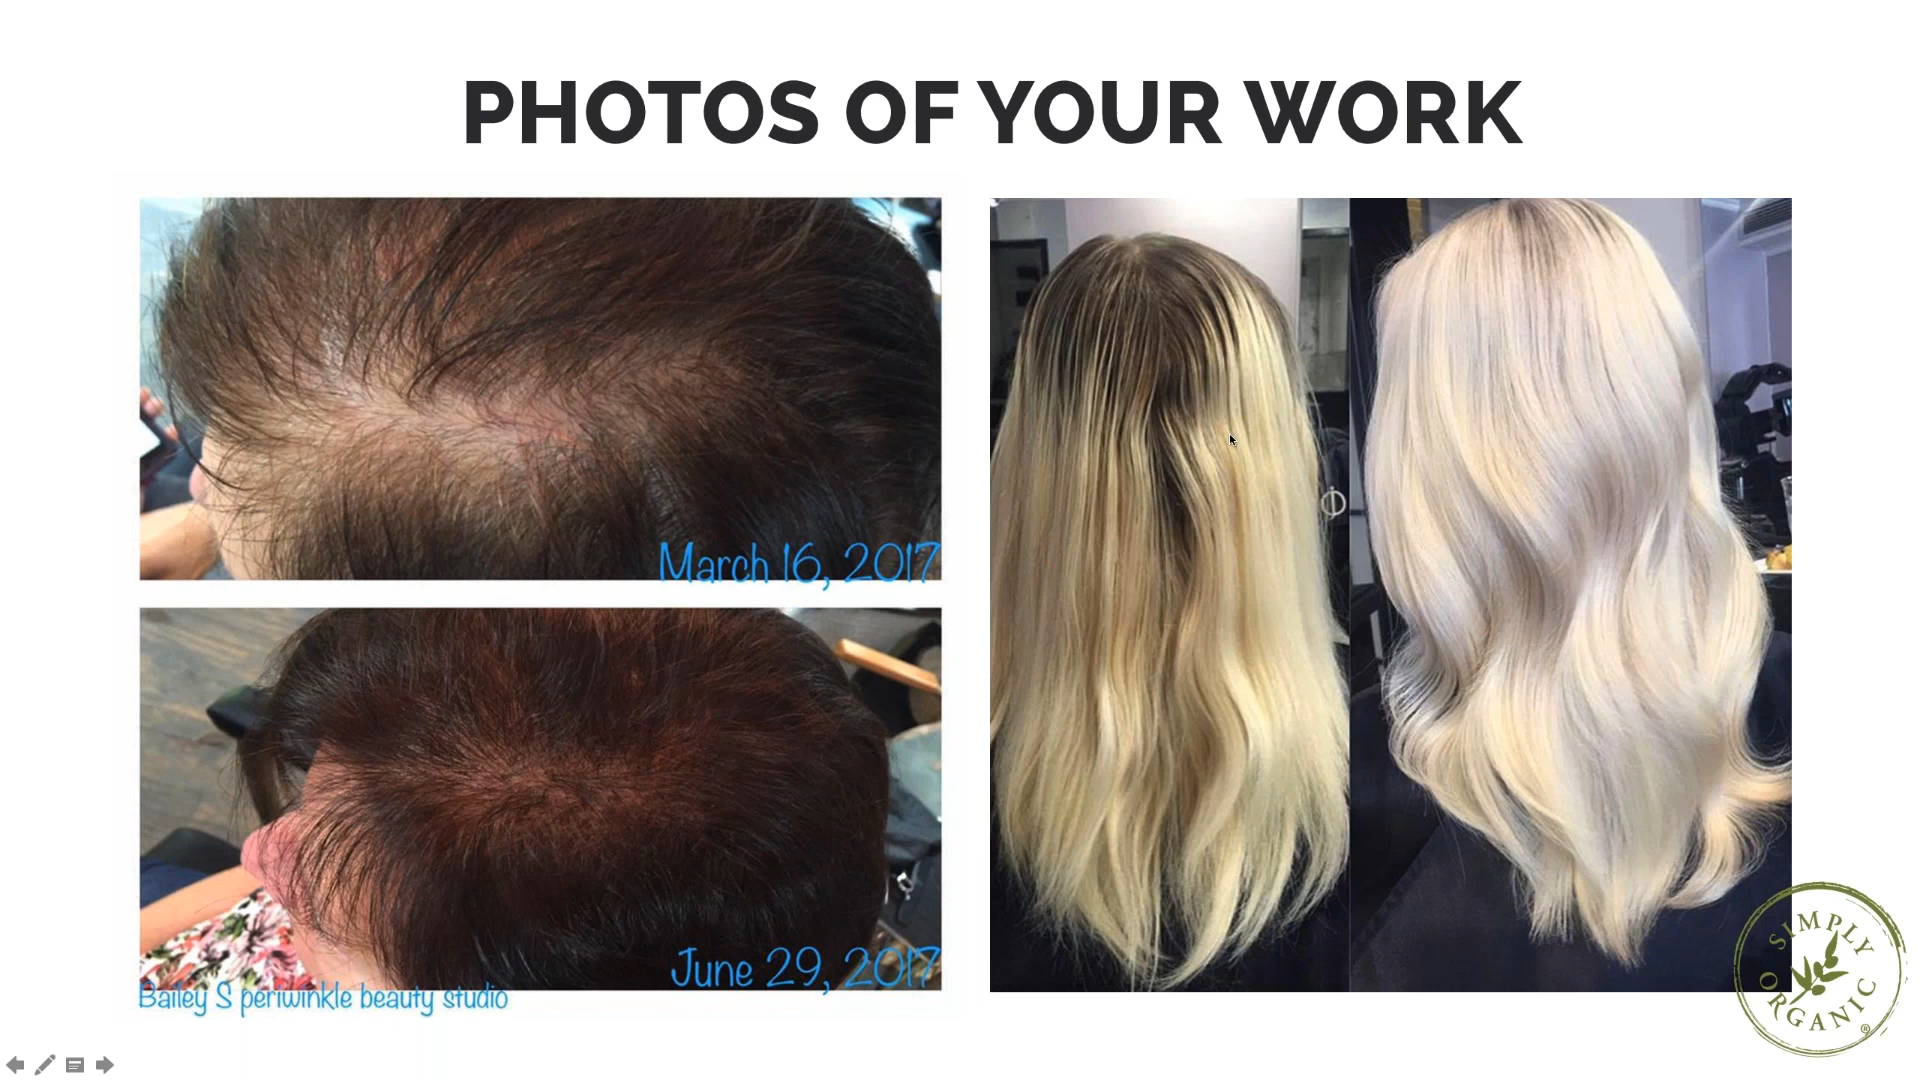 PHOTOS OF YOUR WORK
March 16, 2017
June 29, 2017
Bailey S periwinkle beauty studio
SIMPLY
ORGANIC
®